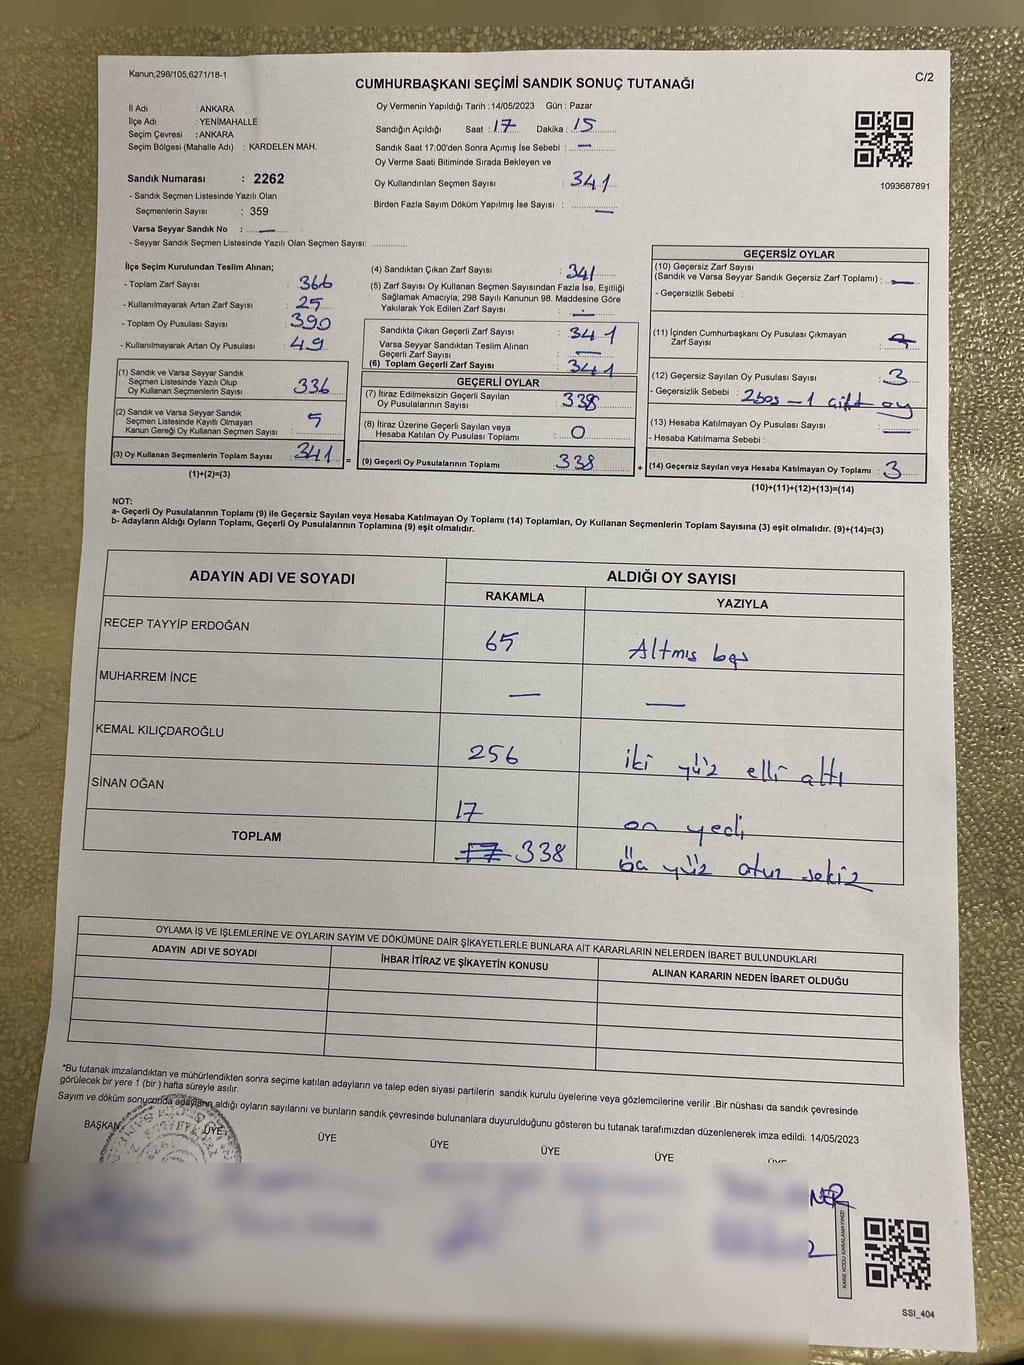 Kanun;298/105,6271/18-1
C/2
CUMHURBAŞKANI SEÇİMİ SANDIK SONUÇ TUTANAĞI
İl Adı : ANKARA
İlçe Adı : YENİMAHALLE
Seçim Çevresi : ANKARA
Seçim Bölgesi (Mahalle Adı) : KARDELEN MAH.
Sandık Numarası : 2262
- Sandık Seçmen Listesinde Yazılı Olan
Seçmenlerin Sayısı : 359
Varsa Seyyar Sandık No : —
- Seyyar Sandık Seçmen Listesinde Yazılı Olan Seçmen Sayısı:
Oy Vermenin Yapıldığı Tarih : 14/05/2023 Gün : Pazar
Sandığın Açıldığı Saat : 17 Dakika : 15
Sandık Saat 17:00'den Sonra Açımış İse Sebebi : —
Oy Verme Saati Bitiminde Sırada Bekleyen ve
Oy Kullandırılan Seçmen Sayısı : 341
Birden Fazla Sayım Döküm Yapılmış İse Sayısı : —
1093687891
İlçe Seçim Kurulundan Teslim Alınan;
- Toplam Zarf Sayısı : 366
- Kullanılmayarak Artan Zarf Sayısı : 25
- Toplam Oy Pusulası Sayısı : 390
- Kullanılmayarak Artan Oy Pusulası : 49
(1) Sandık ve Varsa Seyyar Sandık
Seçmen Listesinde Yazılı Olup
Oy Kullanan Seçmenlerin Sayısı : 336
(2) Sandık ve Varsa Seyyar Sandık
Seçmen Listesinde Kayıtlı Olmayan
Kanun Gereği Oy Kullanan Seçmen Sayısı : 5
(3) Oy Kullanan Seçmenlerin Toplam Sayısı : 341
(1)+(2)=(3)
(4) Sandıktan Çıkan Zarf Sayısı : 341
(5) Zarf Sayısı Oy Kullanan Seçmen Sayısından Fazla İse, Eşitliği
Sağlamak Amacıyla; 298 Sayılı Kanunun 98. Maddesine Göre
Yakılarak Yok Edilen Zarf Sayısı : —
Sandıkta Çıkan Geçerli Zarf Sayısı : 341
Varsa Seyyar Sandıktan Teslim Alınan
Geçerli Zarf Sayısı : —
(6) Toplam Geçerli Zarf Sayısı : 341
GEÇERLİ OYLAR
(7) İtiraz Edilmeksizin Geçerli Sayılan
Oy Pusulalarının Sayısı : 338
(8) İtiraz Üzerine Geçerli Sayılan veya
Hesaba Katılan Oy Pusulası Toplamı : 0
= (9) Geçerli Oy Pusulalarının Toplamı : 338
GEÇERSİZ OYLAR
(10) Geçersiz Zarf Sayısı
(Sandık ve Varsa Seyyar Sandık Geçersiz Zarf Toplamı) : —
- Geçersizlik Sebebi :
(11) İçinden Cumhurbaşkanı Oy Pusulası Çıkmayan
Zarf Sayısı :
(12) Geçersiz Sayılan Oy Pusulası Sayısı : 3
- Geçersizlik Sebebi : 2 boş — 1 çift oy
(13) Hesaba Katılmayan Oy Pusulası Sayısı : —
- Hesaba Katılmama Sebebi :
+ (14) Geçersiz Sayılan veya Hesaba Katılmayan Oy Toplamı : 3
(10)+(11)+(12)+(13)=(14)
NOT:
a- Geçerli Oy Pusulalarının Toplamı (9) ile Geçersiz Sayılan veya Hesaba Katılmayan Oy Toplamı (14) Toplamları, Oy Kullanan Seçmenlerin Toplam Sayısına (3) eşit olmalıdır. (9)+(14)=(3)
b- Adayların Aldığı Oyların Toplamı, Geçerli Oy Pusulalarının Toplamına (9) eşit olmalıdır.
ADAYIN ADI VE SOYADI ALDIĞI OY SAYISI
RAKAMLA YAZIYLA
RECEP TAYYİP ERDOĞAN 65 Altmış beş
MUHARREM İNCE — —
KEMAL KILIÇDAROĞLU 256 iki yüz elli altı
SİNAN OĞAN 17 on yedi
TOPLAM 17 338 üa yüz otuz sekiz
OYLAMA İŞ VE İŞLEMLERİNE VE OYLARIN SAYIM VE DÖKÜMÜNE DAİR ŞİKAYETLERLE BUNLARA AİT KARARLARIN NELERDEN İBARET BULUNDUKLARI
ADAYIN ADI VE SOYADI İHBAR İTİRAZ VE ŞİKAYETİN KONUSU ALINAN KARARIN NEDEN İBARET OLDUĞU
*Bu tutanak imzalandıktan ve mühürlendikten sonra seçime katılan adayların ve talep eden siyasi partilerin sandık kurulu üyelerine veya gözlemcilerine verilir .Bir nüshası da sandık çevresinde
görülecek bir yere 1 (bir ) hafta süreyle asılır.
Sayım ve döküm sonucunda adayların aldığı oyların sayılarını ve bunların sandık çevresinde bulunanlara duyurulduğunu gösteren bu tutanak tarafımızdan düzenlenerek imza edildi. 14/05/2023
BAŞKAN ÜYE ÜYE ÜYE ÜYE ÜYE
NER
2
KARE KODU KARALAMAYINIZ!
SSI_404